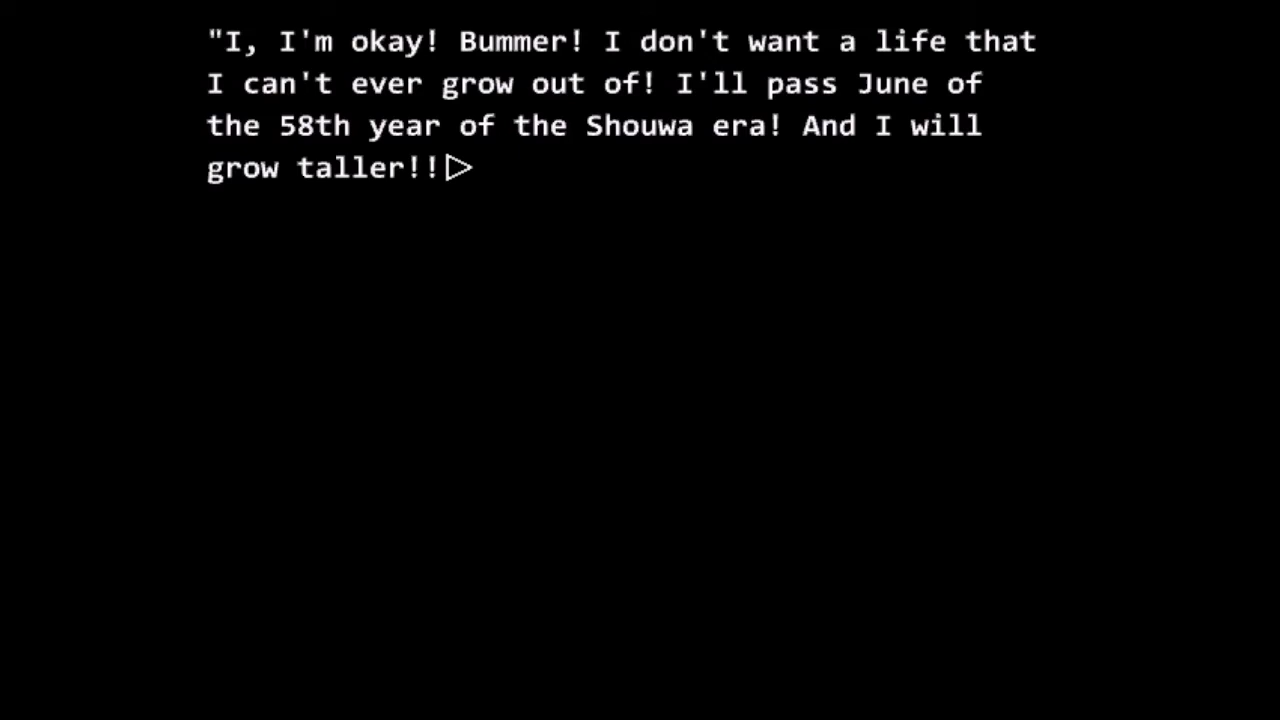 "I, I'm okay! Bummer! I don't want a life that
I can't ever grow out of! I'll pass June of
the 58th year of the Shouwa era! And I will
grow taller!!